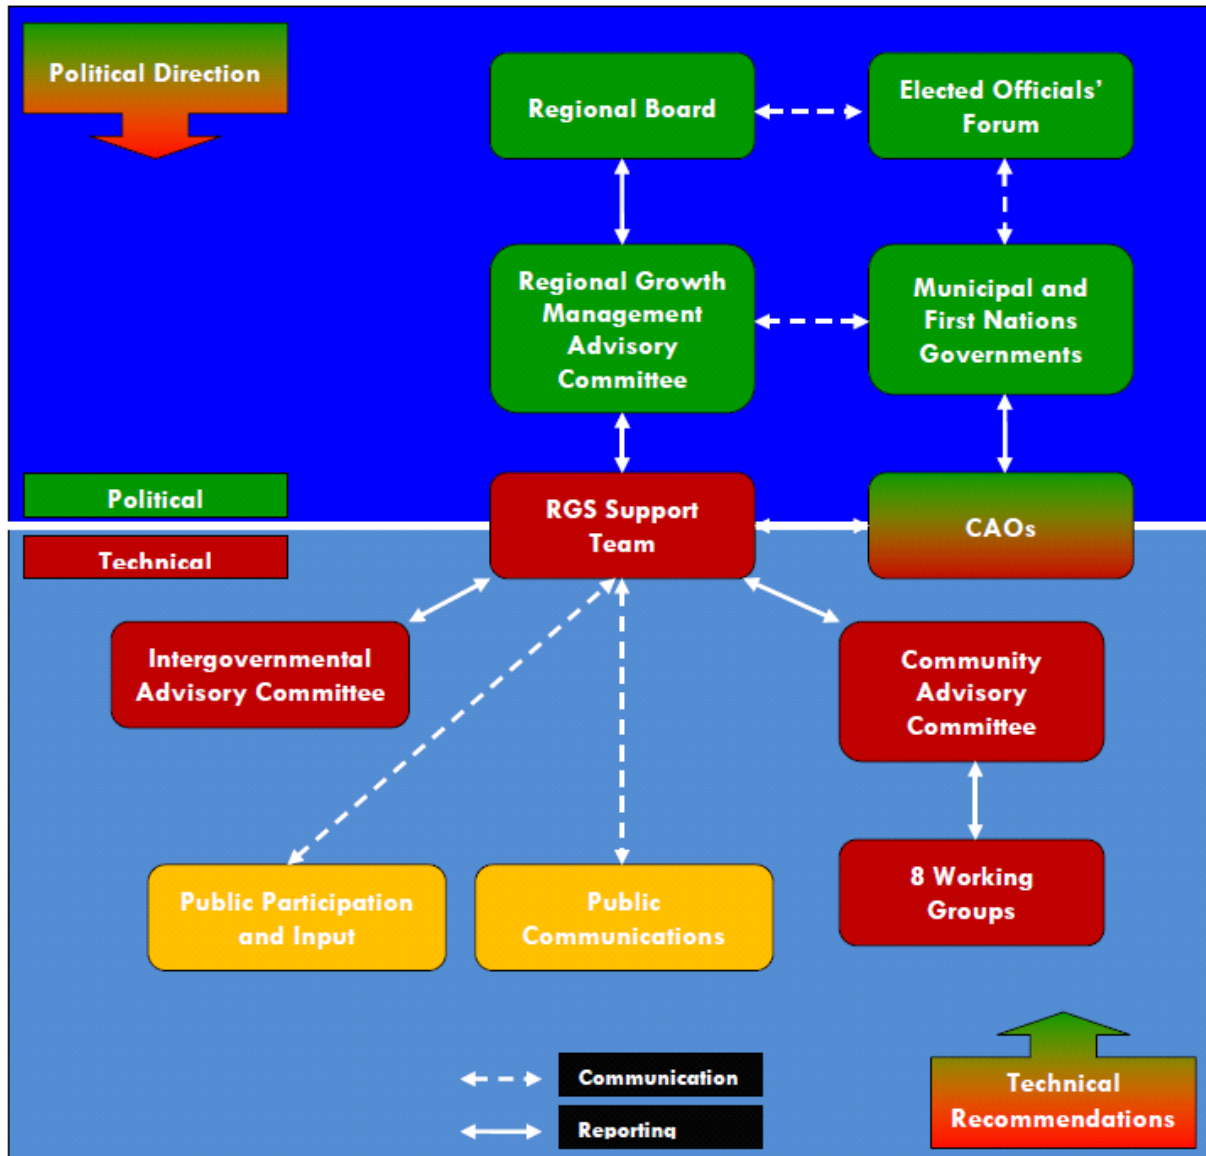 Political Direction
Regional Board
Elected Officials'
Forum
Regional Growth
Management
Advisory
Committee
Municipal and
First Nations
Governments
Political
Technical
RGS Support
Team
CAOs
Intergovernmental
Advisory Committee
Community
Advisory
Committee
Public Participation
and Input
Public
Communications
8 Working
Groups
Communication
Reporting
Technical
Recommendations